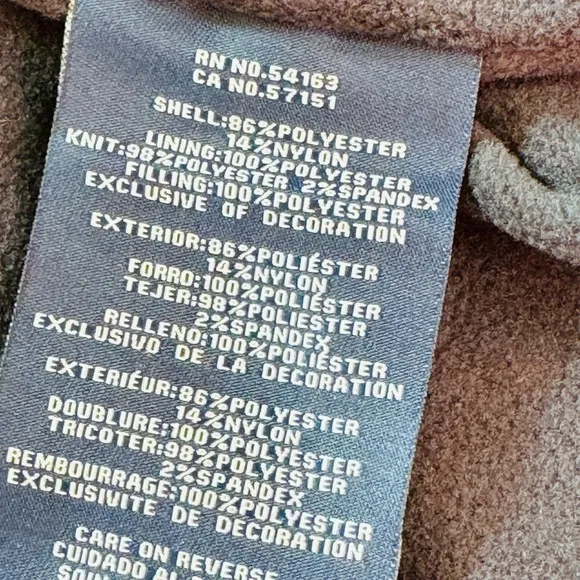 RN NO.54163
CA NO.57151
SHELL:86%POLYESTER
14%NYLON
LINING:100%POLYESTER
KNIT:98%POLYESTER 2%SPANDEX
FILLING:100%POLYESTER
EXCLUSIVE OF DECORATION
EXTERIOR:86%POLIÉSTER
14%NYLON
FORRO:100%POLIÉSTER
TEJER:98%POLIESTER
2%SPANDEX
RELLENO:100%POLIÉSTER
EXCLUSIVO DE LA DECORATION
EXTERIÉUR:86%POLYESTER
14%NYLON
DOUBLURE:100%POLYESTER
TRICOTER:98%POLYESTER
2%SPANDEX
REMBOURRAGE:100%POLYESTER
EXCLUSIVITE DE DECORATION
CARE ON REVERSE
CUIDADO AL